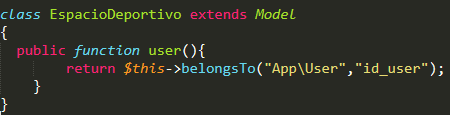 class EspacioDeportivo extends Model
{
public function user(){
return $this->belongsTo("App\User","id_user");
}
}